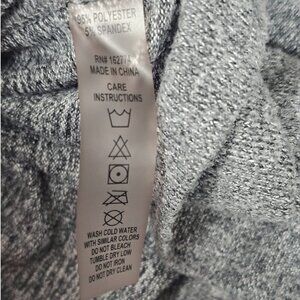 95% POLYESTER
5% SPANDEX
MADE IN CHINA
CARE
INSTRUCTIONS
WASH COLD WATER
WITH SIMILAR COLORS
DO NOT BLEACH
TUMBLE DRY LOW
DO NOT IRON
DO NOT DRY CLEAN